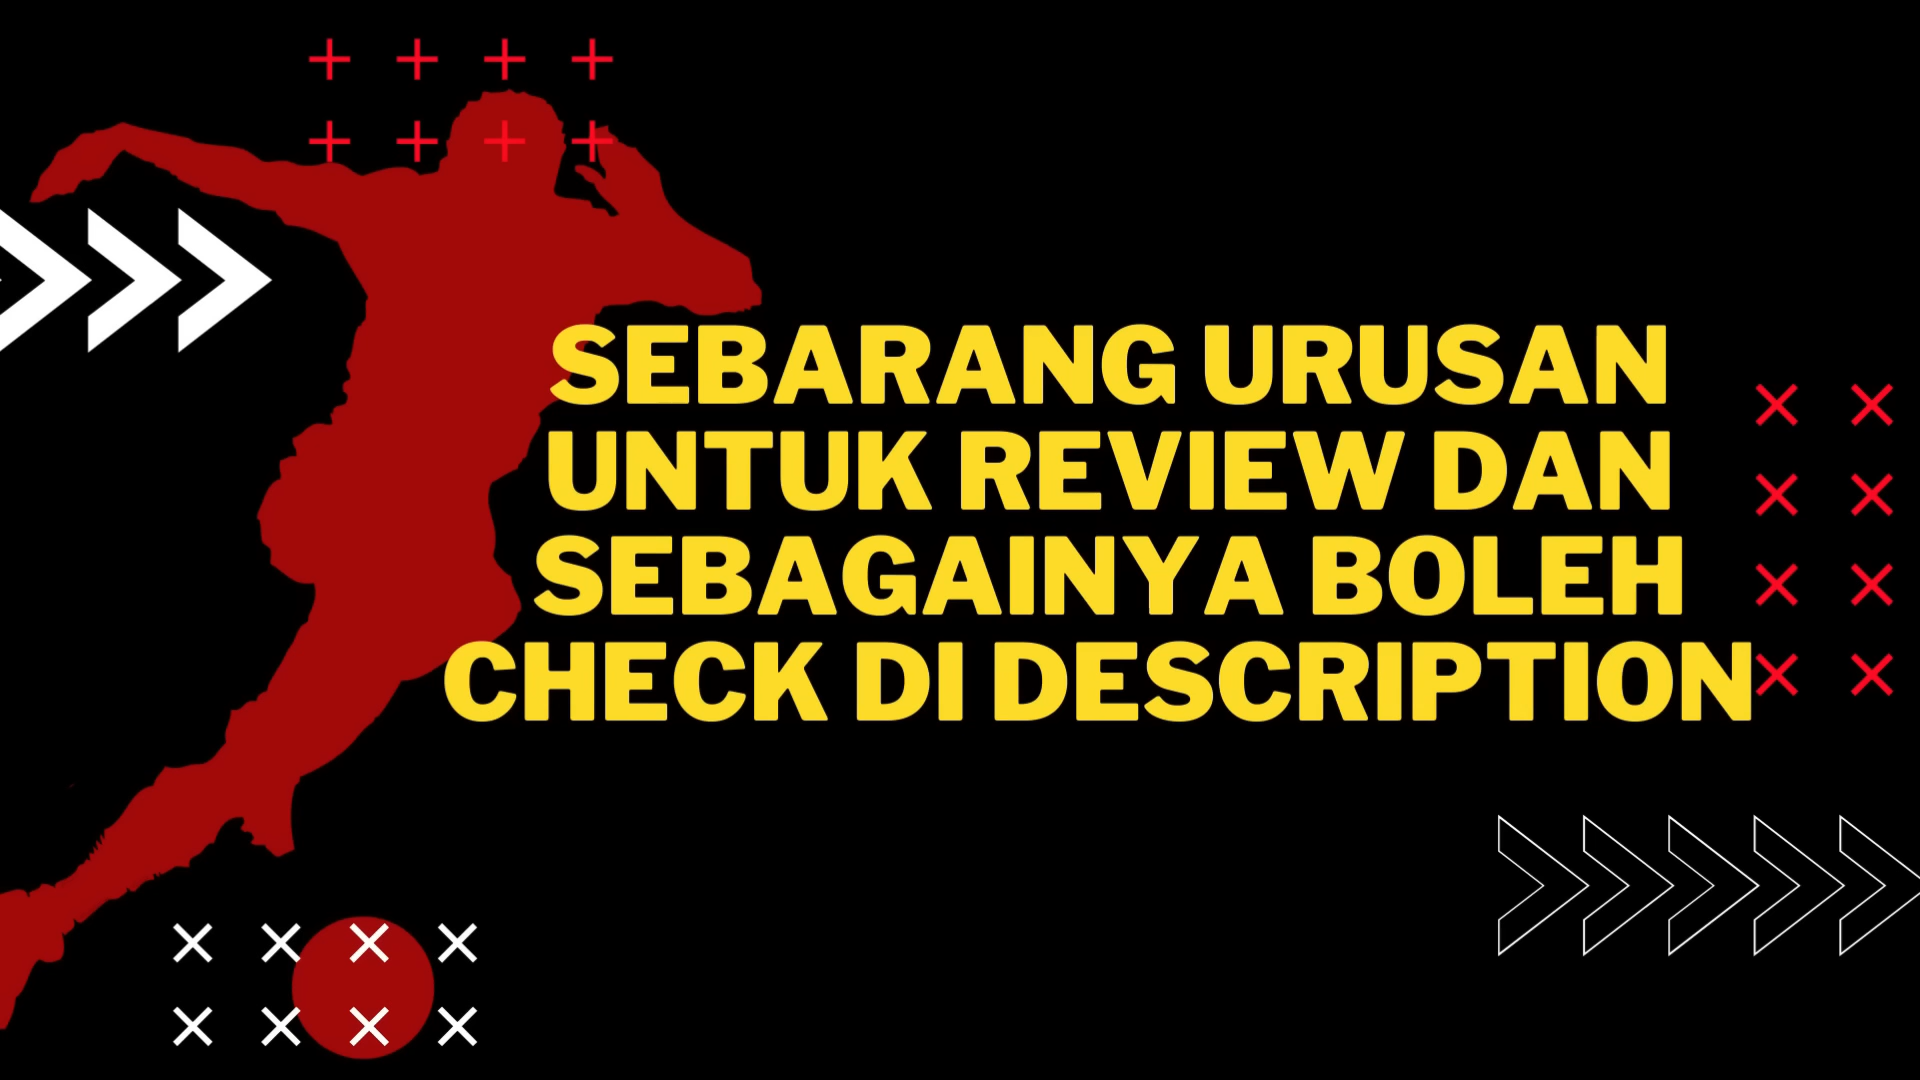 SEBARANG URUSAN
UNTUK REVIEW DAN
SEBAGAINYA BOLEH
CHECK DI DESCRIPTION